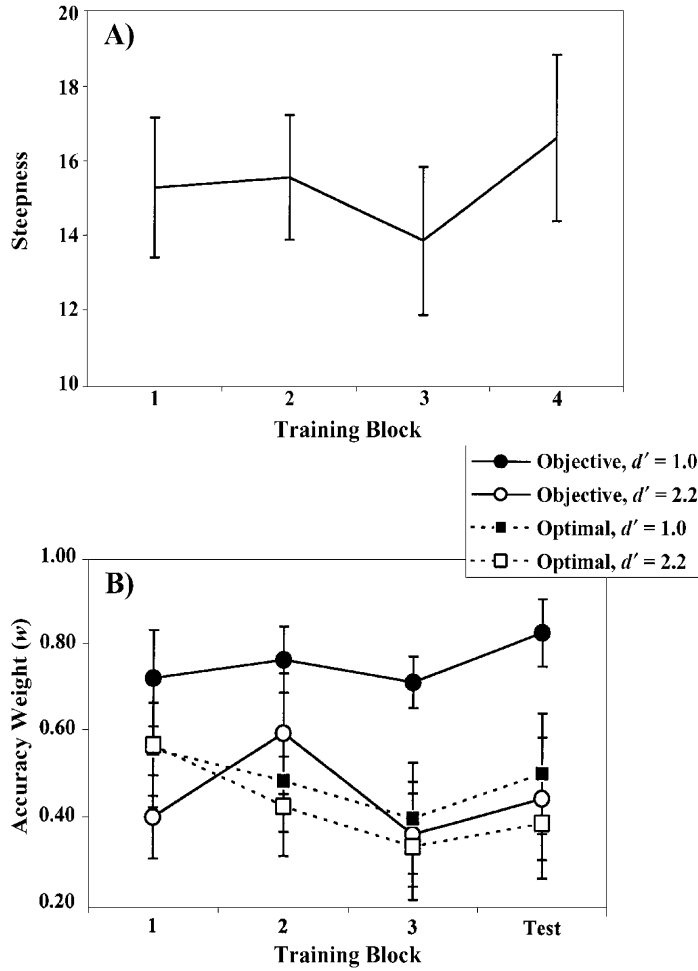 A)
20
18
16
14
12
10
Steepness
1 2 3 4
Training Block
Objective, d′ = 1.0
Objective, d′ = 2.2
Optimal, d′ = 1.0
Optimal, d′ = 2.2
B)
1.00
0.80
0.60
0.40
0.20
Accuracy Weight (w)
1 2 3 Test
Training Block